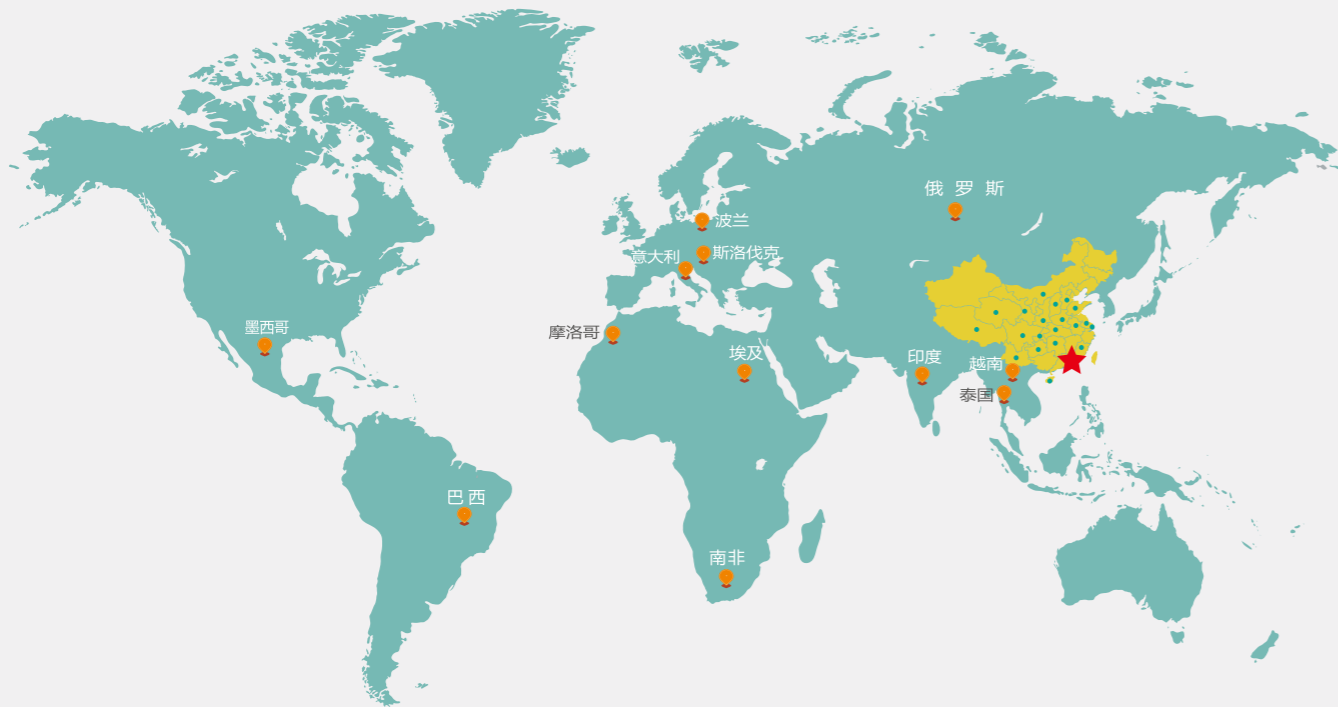 俄 罗 斯
波兰
斯洛伐克
意大利
墨西哥
摩洛哥
埃及
印度
越南
泰国
巴 西
南非